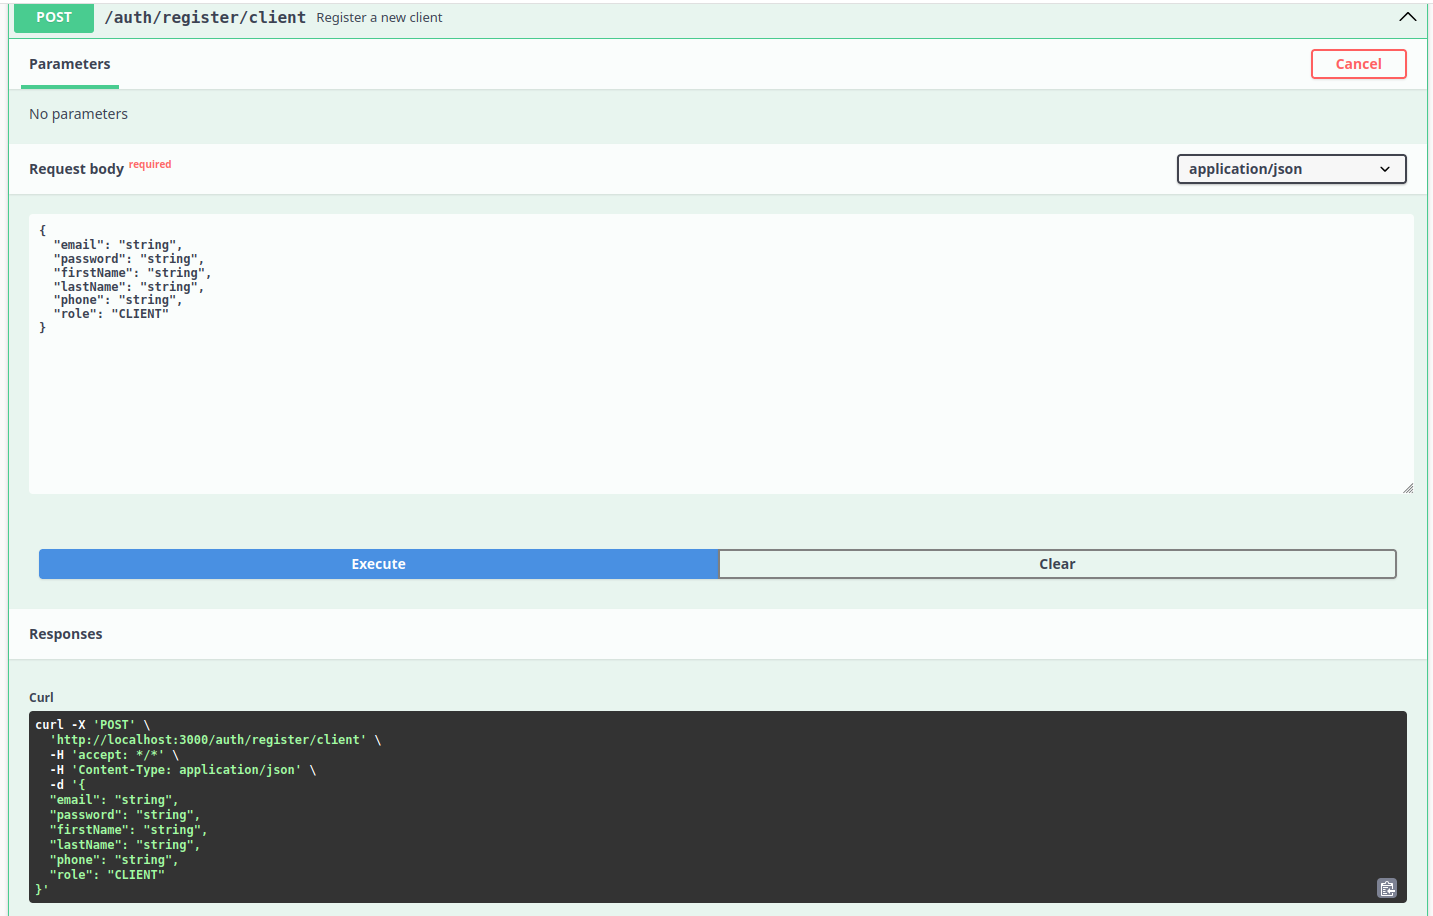 POST /auth/register/client Register a new client
Parameters
Cancel
No parameters
Request body required
application/json
{
  "email": "string",
  "password": "string",
  "firstName": "string",
  "lastName": "string",
  "phone": "string",
  "role": "CLIENT"
}
Execute
Clear
Responses
Curl
curl -X 'POST' \
  'http://localhost:3000/auth/register/client' \
  -H 'accept: */*' \
  -H 'Content-Type: application/json' \
  -d '{
  "email": "string",
  "password": "string",
  "firstName": "string",
  "lastName": "string",
  "phone": "string",
  "role": "CLIENT"
}'